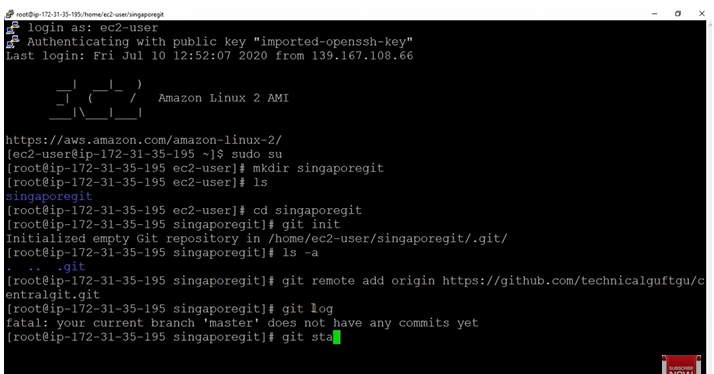 root@ip-172-31-35-195:/home/ec2-user/singaporegit
login as: ec2-user
Authenticating with public key "imported-openssh-key"
Last login: Fri Jul 10 12:52:07 2020 from 139.167.108.66
__|  __|_  )
_|  (     /   Amazon Linux 2 AMI
___|\___|___|
https://aws.amazon.com/amazon-linux-2/
[ec2-user@ip-172-31-35-195 ~]$ sudo su
[root@ip-172-31-35-195 ec2-user]# mkdir singaporegit
[root@ip-172-31-35-195 ec2-user]# ls
singaporegit
[root@ip-172-31-35-195 ec2-user]# cd singaporegit
[root@ip-172-31-35-195 singaporegit]# git init
Initialized empty Git repository in /home/ec2-user/singaporegit/.git/
[root@ip-172-31-35-195 singaporegit]# ls -a
.  ..  .git
[root@ip-172-31-35-195 singaporegit]# git remote add origin https://github.com/technicalguftgu/c
entralgit.git
[root@ip-172-31-35-195 singaporegit]# git log
fatal: your current branch 'master' does not have any commits yet
[root@ip-172-31-35-195 singaporegit]# git sta
SUBSCRIBE
NOW